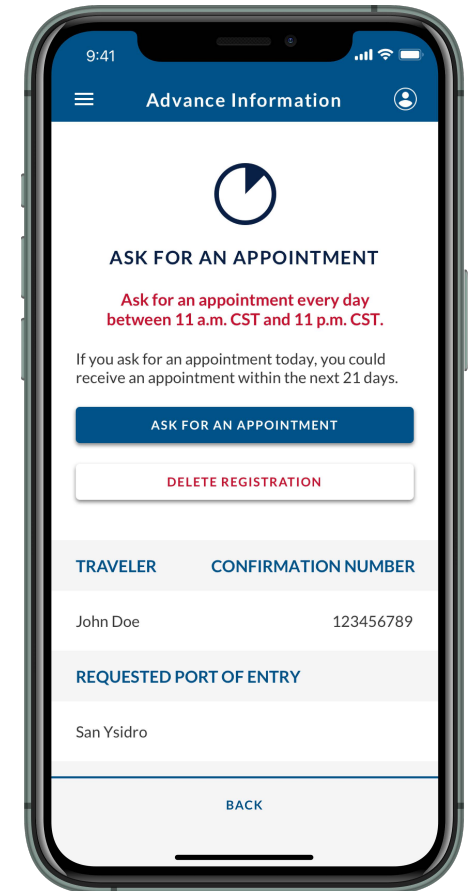 9:41
Advance Information
ASK FOR AN APPOINTMENT
Ask for an appointment every day
between 11 a.m. CST and 11 p.m. CST.
If you ask for an appointment today, you could
receive an appointment within the next 21 days.
ASK FOR AN APPOINTMENT
DELETE REGISTRATION
TRAVELER CONFIRMATION NUMBER
John Doe 123456789
REQUESTED PORT OF ENTRY
San Ysidro
BACK